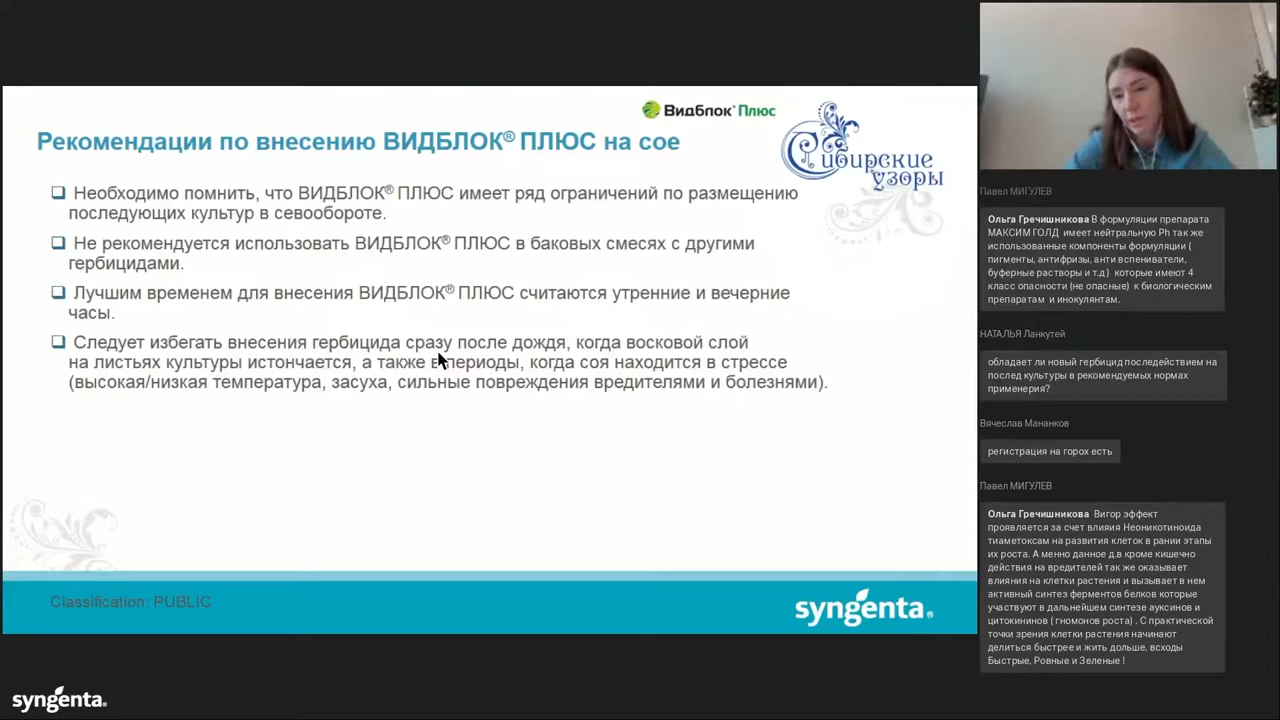 Видблок® Плюс
Сибирские
узоры
Рекомендации по внесению ВИДБЛОК® ПЛЮС на сое
Необходимо помнить, что ВИДБЛОК® ПЛЮС имеет ряд ограничений по размещению
последующих культур в севообороте.
Не рекомендуется использовать ВИДБЛОК® ПЛЮС в баковых смесях с другими
гербицидами.
Лучшим временем для внесения ВИДБЛОК® ПЛЮС считаются утренние и вечерние
часы.
Следует избегать внесения гербицида сразу после дождя, когда восковой слой
на листьях культуры истончается, а также в периоды, когда соя находится в стрессе
(высокая/низкая температура, засуха, сильные повреждения вредителями и болезнями).
Classification: PUBLIC
syngenta®
syngenta®
Павел МИГУЛЕВ
Ольга Гречишникова В формуляции препарата
МАКСИМ ГОЛД имеет нейтральную Ph так же
использованные компоненты формуляции (
пигменты, антифризы, анти вспениватели,
буферные растворы и т.д) которые имеют 4
класс опасности (не опасные) к биологическим
препаратам и инокулянтам.
НАТАЛЬЯ Ланкутей
обладает ли новый гербицид последействием на
послед культуры в рекомендуемых нормах
применерия?
Вячеслав Мананков
регистрация на горох есть
Павел МИГУЛЕВ
Ольга Гречишникова Вигор эффект
проявляется за счет влияия Неоникотиноида
тиаметоксам на развития клеток в рании этапы
их роста. А менно данное д.в кроме кишечно
действия на вредителей так же оказывает
влияния на клетки растения и вызывает в нем
активный синтез ферментов белков которые
участвуют в дальнейшем синтезе ауксинов и
цитокининов ( гномонов роста) . С практической
точки зрения клетки растения начинают
делиться быстрее и жить дольше, всходы
Быстрые, Ровные и Зеленые !